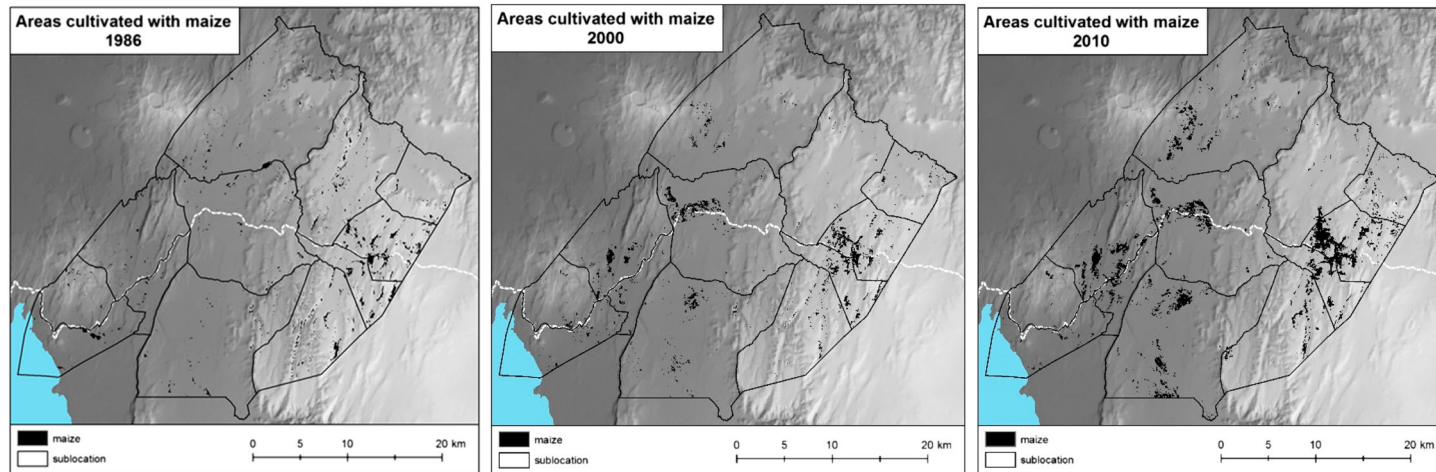 Areas cultivated with maize
1986
maize
sublocation
0 5 10 20 km
Areas cultivated with maize
2000
maize
sublocation
0 5 10 20 km
Areas cultivated with maize
2010
maize
sublocation
0 5 10 20 km